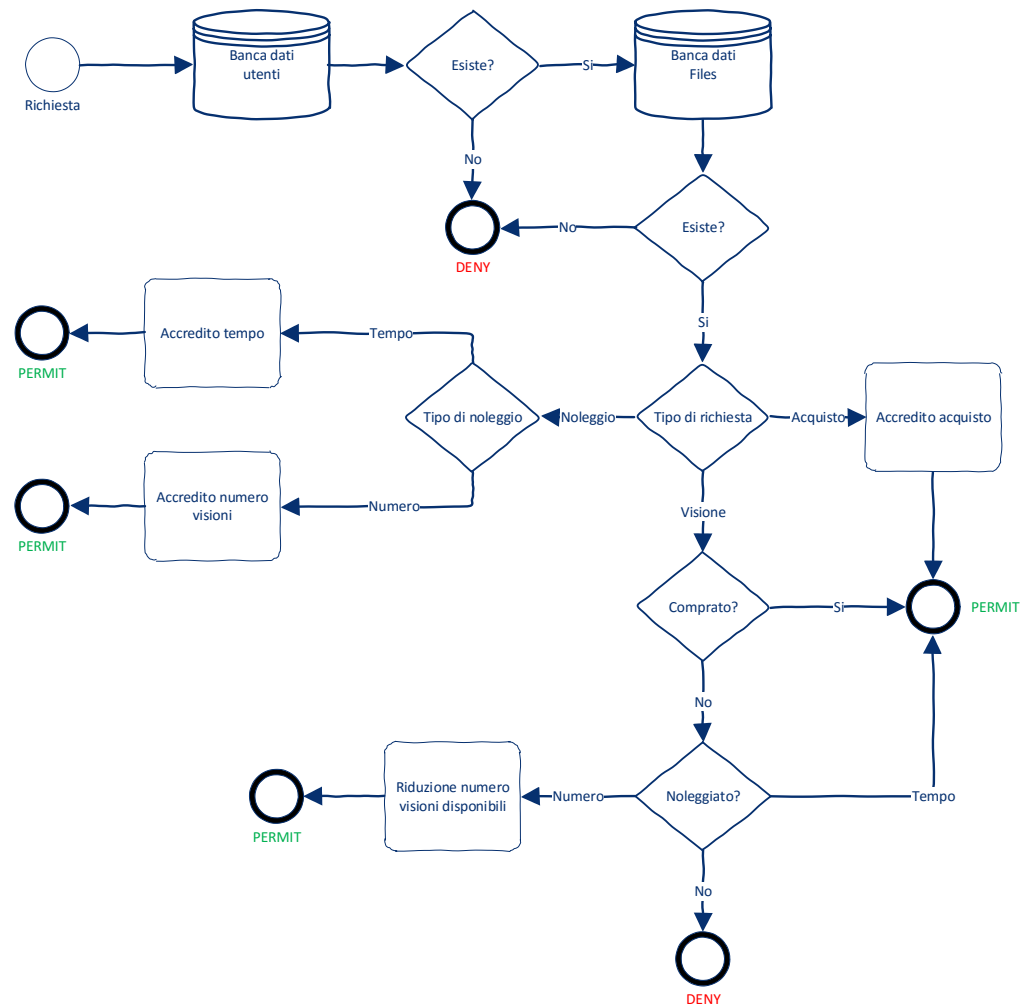 Banca dati
utenti
Esiste?
Si
Banca dati
Files
Richiesta
No
Esiste?
No
DENY
Si
Accredito tempo
Tempo
PERMIT
Tipo di noleggio
Noleggio
Tipo di richiesta
Acquisto
Accredito acquisto
Accredito numero
visioni
Numero
PERMIT
Visione
Comprato?
Si
PERMIT
No
Riduzione numero
visioni disponibili
Numero
Noleggiato?
Tempo
PERMIT
No
DENY